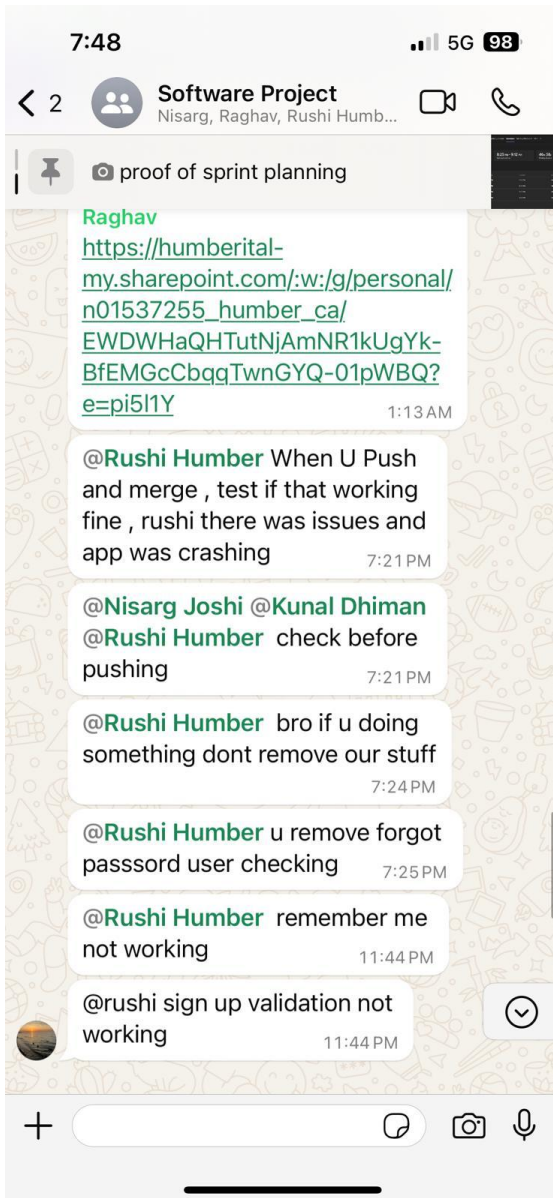 7:48
5G 98
2
Software Project
Nisarg, Raghav, Rushi Humb...
proof of sprint planning
Raghav
https://humberital-
my.sharepoint.com/:w:/g/personal/
n01537255_humber_ca/
EWDWHaQHTutNjAmNR1kUgYk-
BfEMGcCbqqTwnGYQ-01pWBQ?
e=pi5l1Y
1:13 AM
@Rushi Humber When U Push
and merge , test if that working
fine , rushi there was issues and
app was crashing
7:21 PM
@Nisarg Joshi @Kunal Dhiman
@Rushi Humber check before
pushing
7:21 PM
@Rushi Humber bro if u doing
something dont remove our stuff
7:24 PM
@Rushi Humber u remove forgot
passsord user checking
7:25 PM
@Rushi Humber remember me
not working
11:44 PM
@rushi sign up validation not
working
11:44 PM